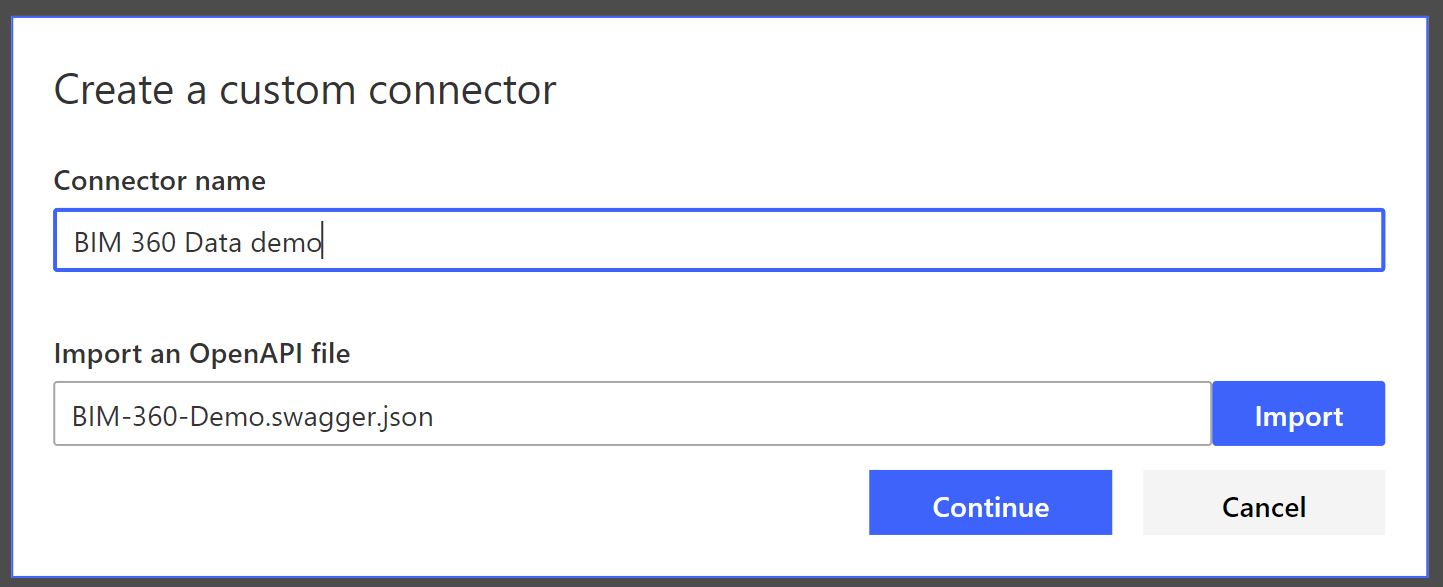 Create a custom connector
Connector name
BIM 360 Data demo
Import an OpenAPI file
BIM-360-Demo.swagger.json
Import
Continue
Cancel